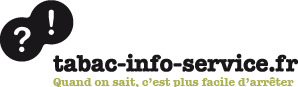 ? !
tabac-info-service.fr
Quand on sait, c'est plus facile d'arrêter